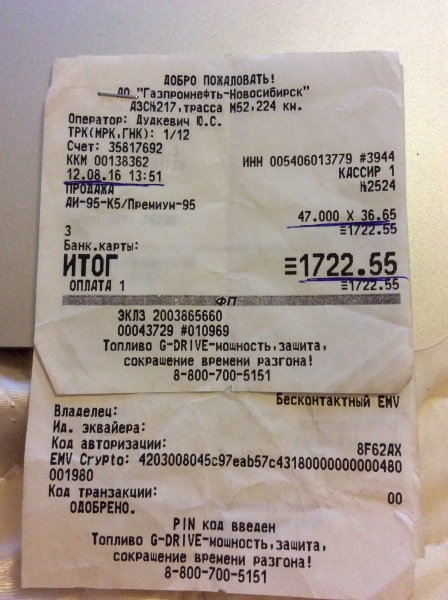 ДОБРО ПОЖАЛОВАТЬ!
АО "Газпромнефть-Новосибирск"
АЗС№217,трасса М52,224 км.
Оператор: Дудкевич Ю.С.
ТРК(МРК,ГНК): 1/12
Счет: 35817692
ККМ 00138362 ИНН 005406013779 #3944
12.08.16 13:51 КАССИР 1
ПРОДАЖА №2524
АИ-95-К5/Премиум-95
47.000 X 36.65
3 ≡1722.55
Банк.карты:
ИТОГ ≡1722.55
ОПЛАТА 1 ≡1722.55
ФП
ЭКЛЗ 2003865660
00043729 #010969
Топливо G-DRIVE-мощность,защита,
сокращение времени разгона!
8-800-700-5151
Бесконтактный EMV
Владелец:
Ид. эквайера:
Код авторизации: 8F62AX
EMV Crypto: 4203008045c97eab57c43180000000000480
001980
Код транзакции: 00
ОДОБРЕНО.
PIN код введен
Топливо G-DRIVE-мощность,защита,
сокращение времени разгона!
8-800-700-5151